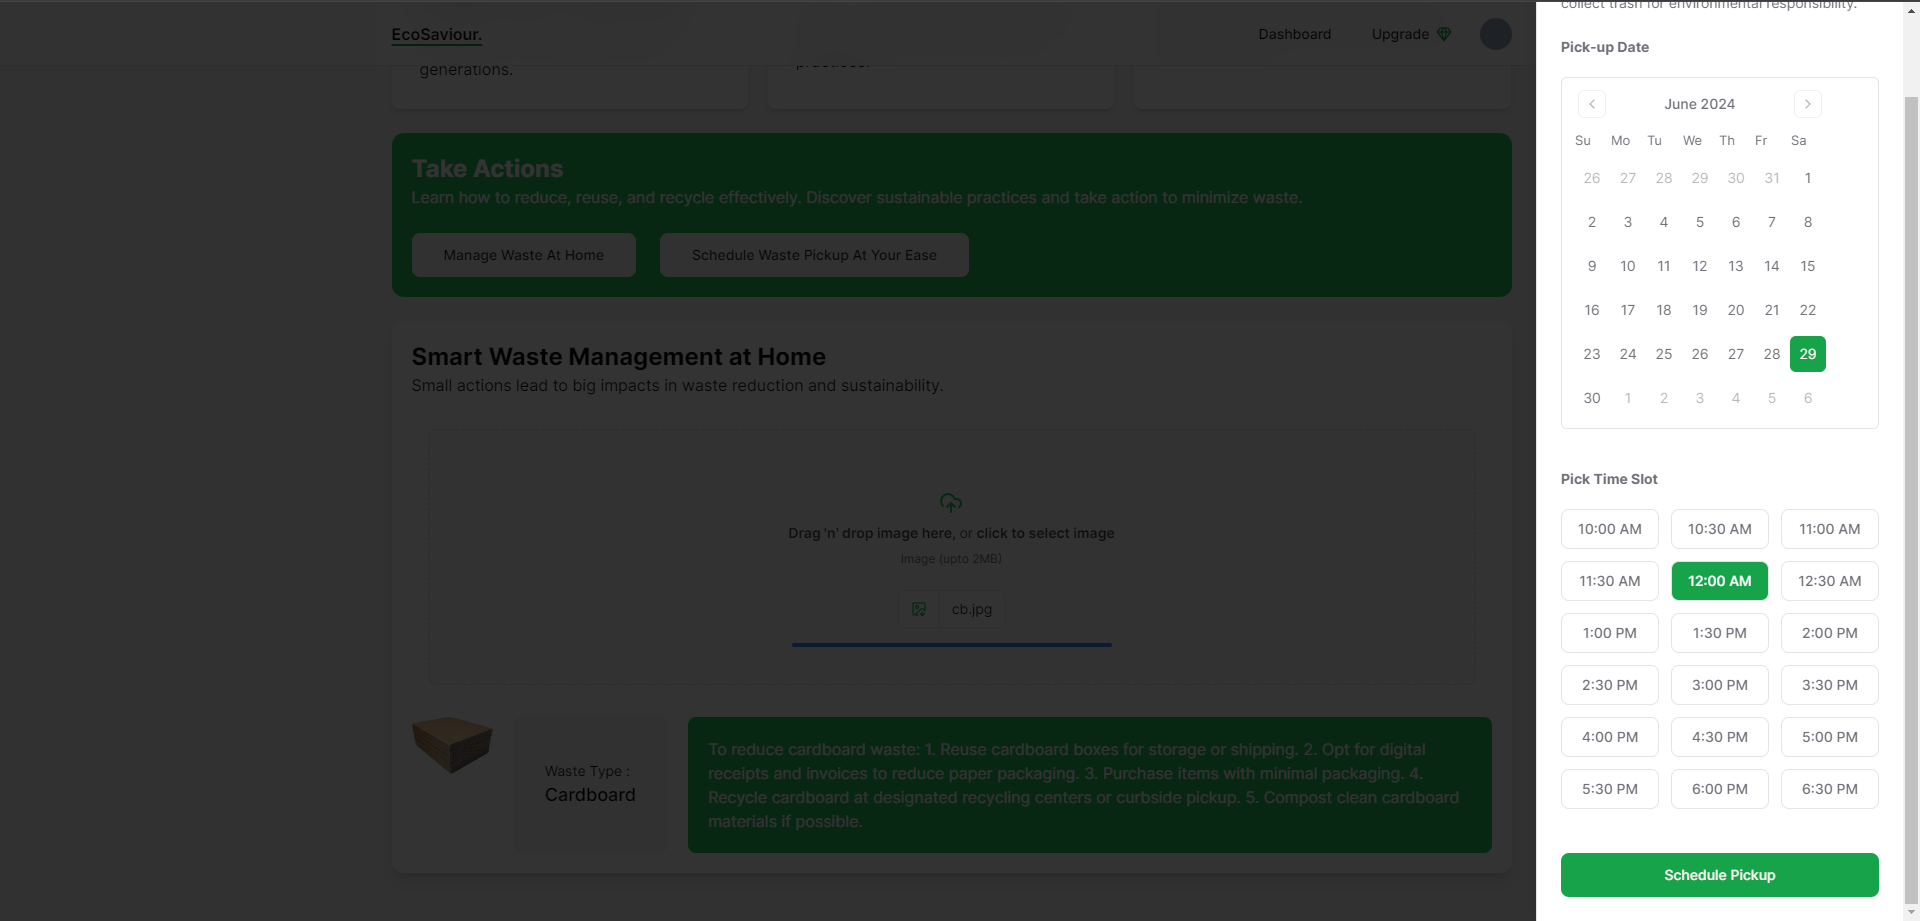 EcoSaviour.
Dashboard
Upgrade
generations.
Take Actions
Learn how to reduce, reuse, and recycle effectively. Discover sustainable practices and take action to minimize waste.
Manage Waste At Home
Schedule Waste Pickup At Your Ease
Smart Waste Management at Home
Small actions lead to big impacts in waste reduction and sustainability.
Drag 'n' drop image here, or click to select image
Image (upto 2MB)
cb.jpg
Waste Type :
Cardboard
To reduce cardboard waste: 1. Reuse cardboard boxes for storage or shipping. 2. Opt for digital
receipts and invoices to reduce paper packaging. 3. Purchase items with minimal packaging. 4.
Recycle cardboard at designated recycling centers or curbside pickup. 5. Compost clean cardboard
materials if possible.
collect trash for environmental responsibility.
Pick-up Date
June 2024
Su Mo Tu We Th Fr Sa
26 27 28 29 30 31 1
2 3 4 5 6 7 8
9 10 11 12 13 14 15
16 17 18 19 20 21 22
23 24 25 26 27 28 29
30 1 2 3 4 5 6
Pick Time Slot
10:00 AM 10:30 AM 11:00 AM
11:30 AM 12:00 AM 12:30 AM
1:00 PM 1:30 PM 2:00 PM
2:30 PM 3:00 PM 3:30 PM
4:00 PM 4:30 PM 5:00 PM
5:30 PM 6:00 PM 6:30 PM
Schedule Pickup